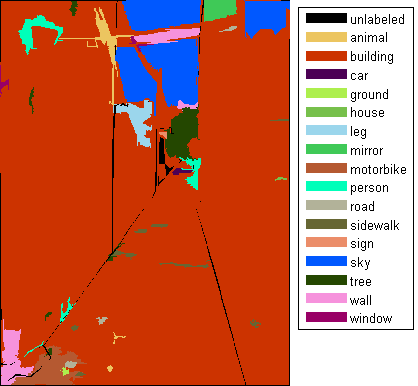 unlabeled
animal
building
car
ground
house
leg
mirror
motorbike
person
road
sidewalk
sign
sky
tree
wall
window